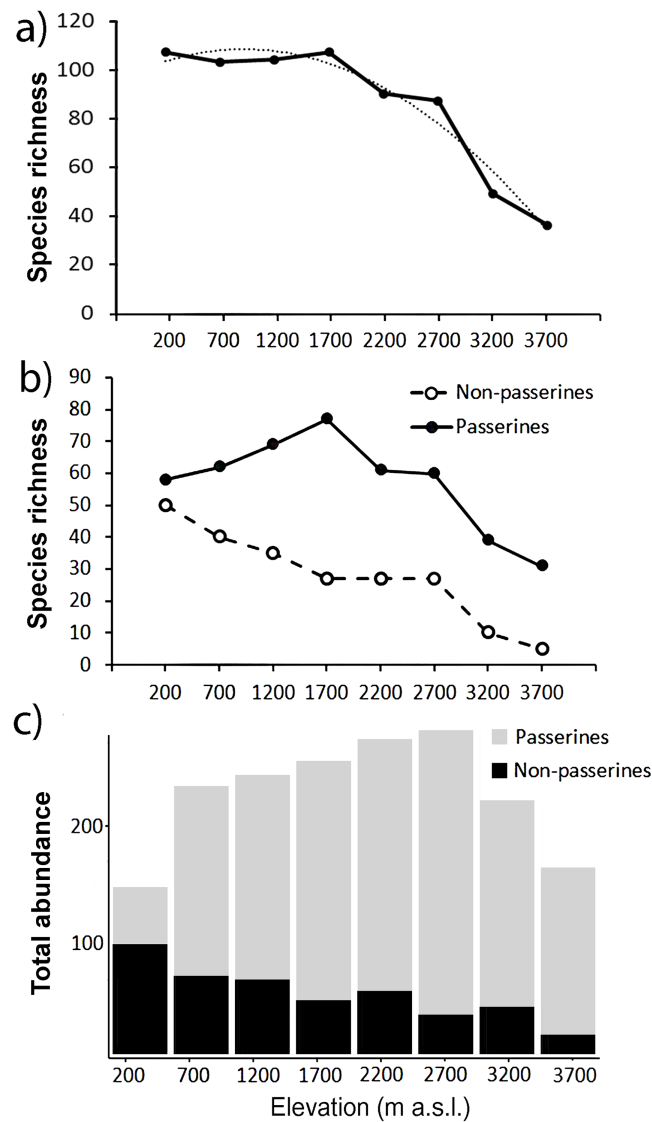 a)
Species richness
120
100
80
60
40
20
0
200 700 1200 1700 2200 2700 3200 3700
b)
Species richness
90
80
70
60
50
40
30
20
10
0
Non-passerines
Passerines
200 700 1200 1700 2200 2700 3200 3700
c)
Total abundance
200
100
Passerines
Non-passerines
200 700 1200 1700 2200 2700 3200 3700
Elevation (m a.s.l.)